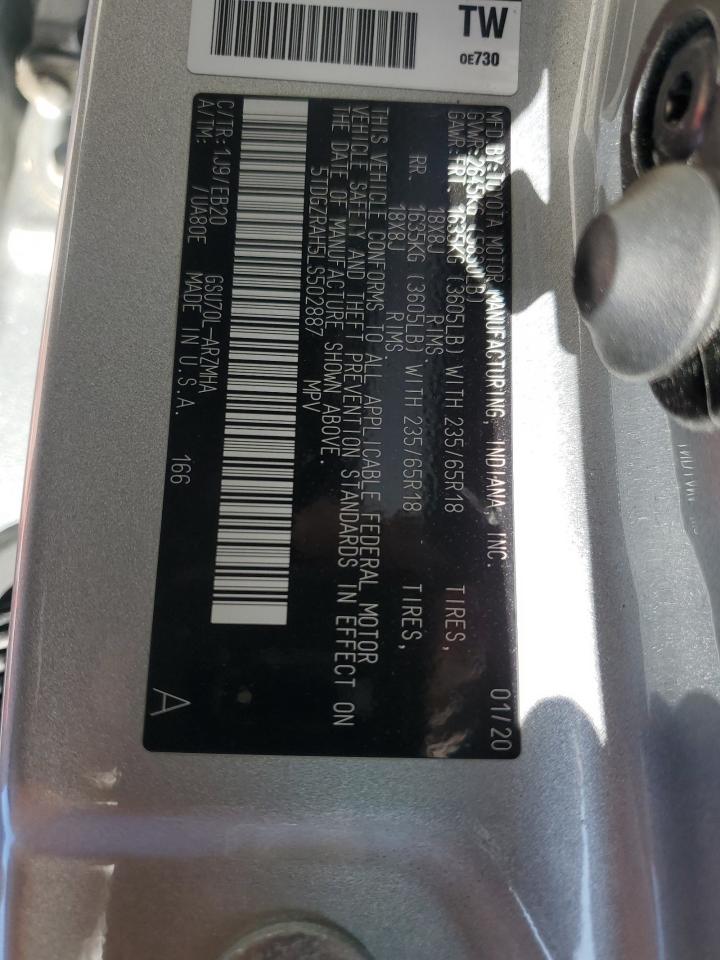 TW
0E730
MFD. BY: TOYOTA MOTOR MANUFACTURING, INDIANA, INC. 01/20
GAWR: FRT. 1635KG (3605LB) WITH 235/65R18 TIRES,
18X8J RIMS,
RR. 1635KG (3605LB) WITH 235/65R18 TIRES,
18X8J RIMS.
THIS VEHICLE CONFORMS TO ALL APPLICABLE FEDERAL MOTOR
VEHICLE SAFETY AND THEFT PREVENTION STANDARDS IN EFFECT ON
THE DATE OF MANUFACTURE SHOWN ABOVE.
5TDGZRAH5LS502887 MPV
C/TR: 1J9/EB20 GSU70L-ARZMHA
A/TM: /UA80E MADE IN U.S.A. 166
A